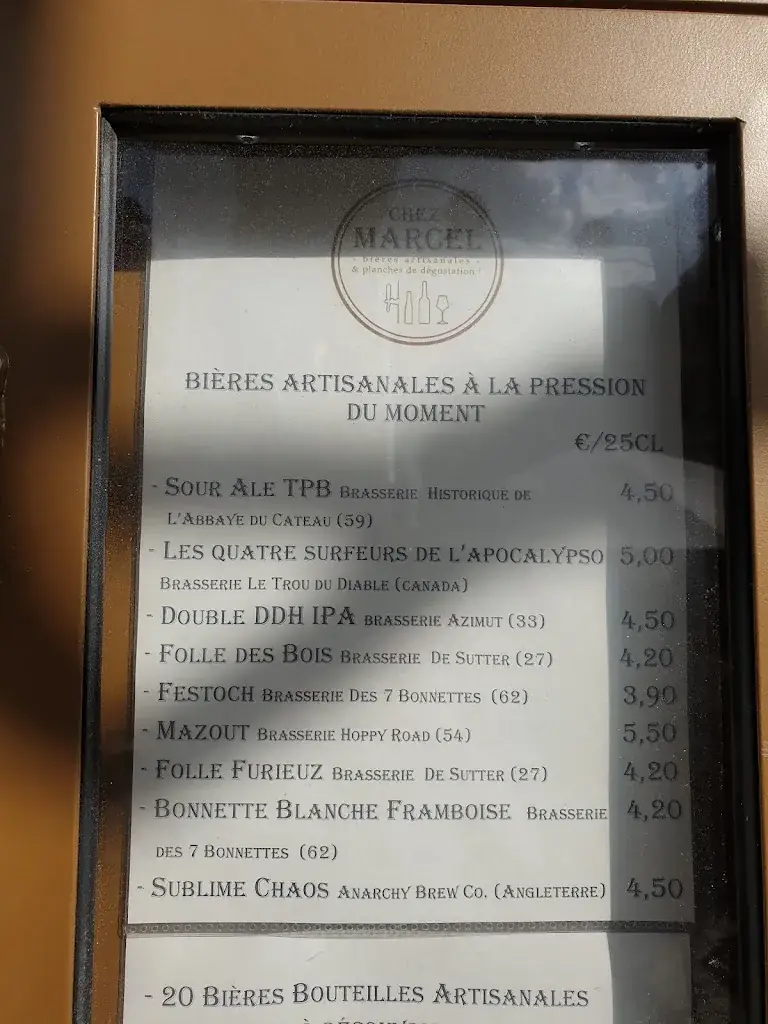 CHEZ
MARCEL
- bières artisanales -
& planches de dégustation !
BIÈRES ARTISANALES À LA PRESSION
DU MOMENT
€/25CL
- SOUR ALE TPB BRASSERIE HISTORIQUE DE 4,50
L'ABBAYE DU CATEAU (59)
- LES QUATRE SURFEURS DE L'APOCALYPSO 5,00
BRASSERIE LE TROU DU DIABLE (CANADA)
- DOUBLE DDH IPA BRASSERIE AZIMUT (33) 4,50
- FOLLE DES BOIS BRASSERIE DE SUTTER (27) 4,20
- FESTOCH BRASSERIE DES 7 BONNETTES (62) 3,90
- MAZOUT BRASSERIE HOPPY ROAD (54) 5,50
- FOLLE FURIEUZ BRASSERIE DE SUTTER (27) 4,20
- BONNETTE BLANCHE FRAMBOISE BRASSERIE 4,20
DES 7 BONNETTES (62)
- SUBLIME CHAOS ANARCHY BREW CO. (ANGLETERRE) 4,50
- 20 BIÈRES BOUTEILLES ARTISANALES